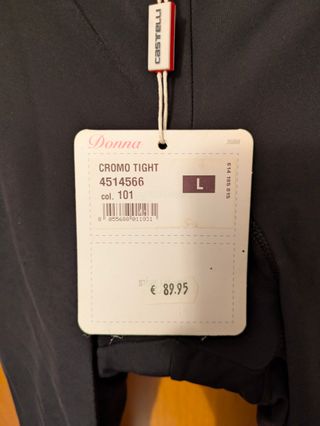 CASTELLI
Donna
CROMO TIGHT
4514566
col. 101
L
€ 89.95